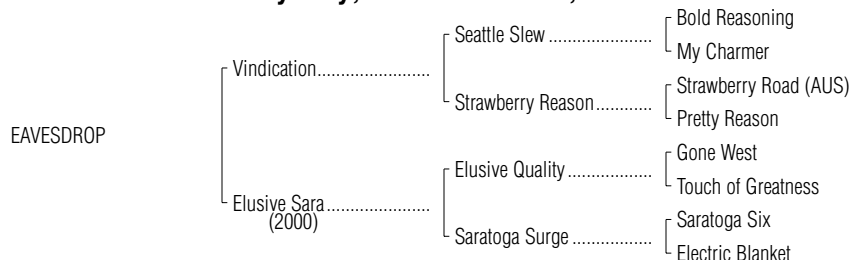 Bold Reasoning
Seattle Slew
My Charmer
Vindication
Strawberry Road (AUS)
Strawberry Reason
Pretty Reason
EAVESDROP
Gone West
Elusive Quality
Touch of Greatness
Elusive Sara
(2000)
Saratoga Six
Saratoga Surge
Electric Blanket